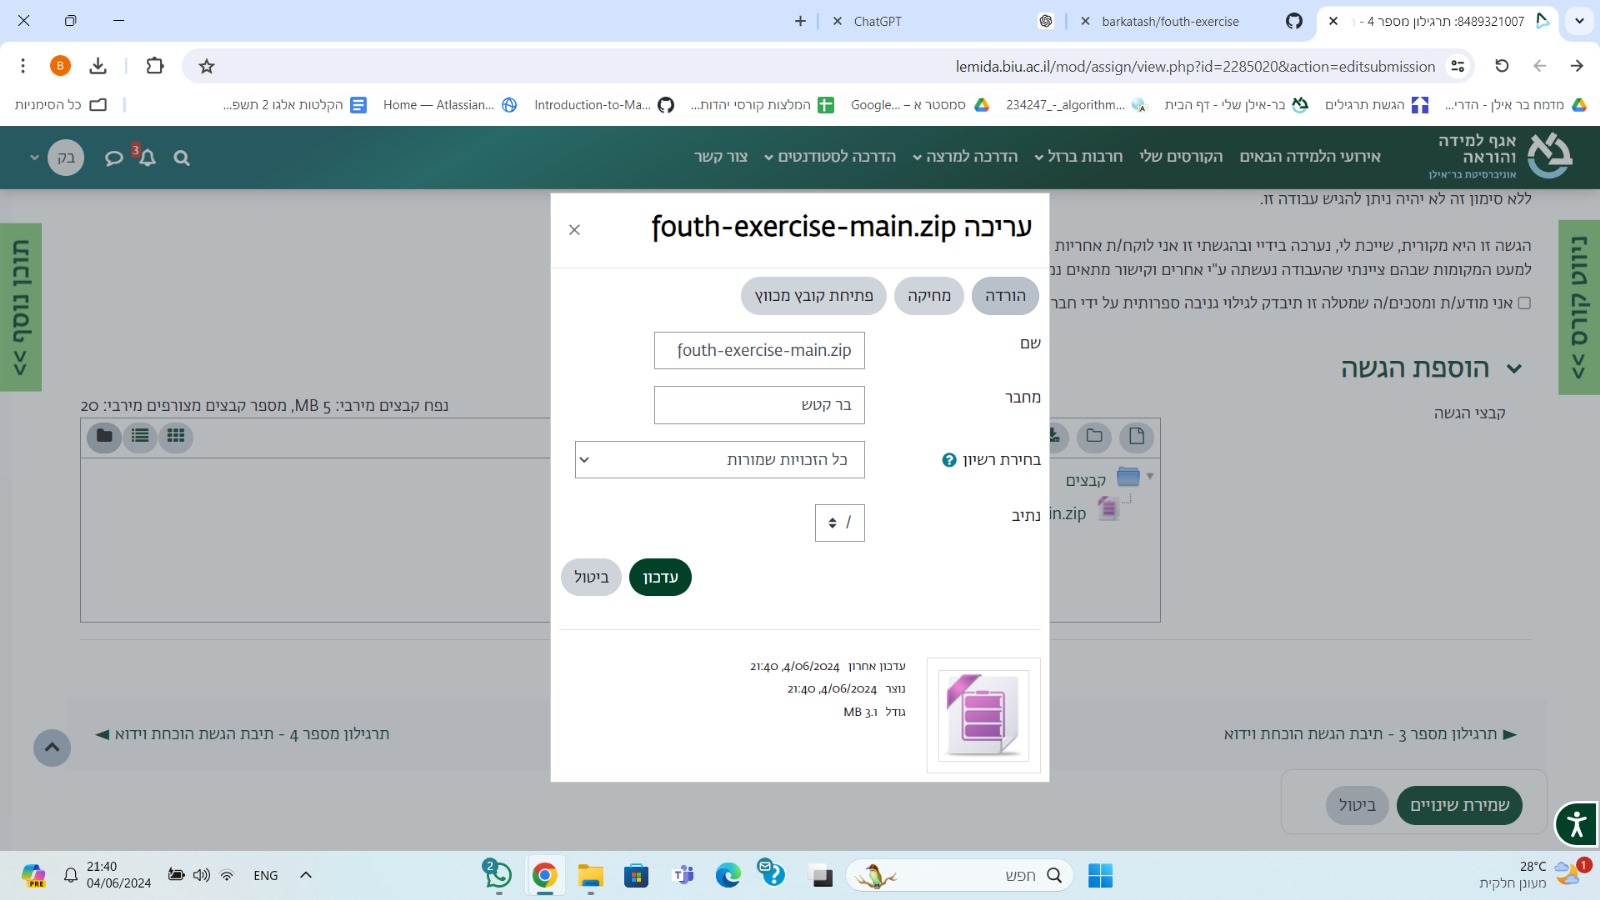 8489321007: תרגילון מספר 4 -
barkatash/fouth-exercise
ChatGPT
lemida.biu.ac.il/mod/assign/view.php?id=2285020&action=editsubmission
B
מדמח בר אילן - הדרי...
הגשת תרגילים
בר-אילן שלי - דף הבית
234247_-_algorithm...
סמסטר א – Google...
המלצות קורסי יהדות...
Introduction-to-Ma...
Home — Atlassian...
הקלטות אלגו 2 תשפ...
כל הסימניות
אגף למידה
והוראה
אוניברסיטת בר־אילן
אירועי הלמידה הבאים
הקורסים שלי
חרבות ברזל
הדרכה למרצה
הדרכה לסטודנטים
צור קשר
3
בק
ללא סימון זה לא יהיה ניתן להגיש עבודה זו.
הגשה זו היא מקורית, שייכת לי, נערכה בידיי ובהגשתי זו אני לוקח/ת אחריות
למעט המקומות שבהם ציינתי שהעבודה נעשתה ע"י אחרים וקישור מתאים
אני מודע/ת ומסכים/ה שמטלה זו תיבדק לגילוי גניבה ספרותית על ידי חבר
ניווט קורס >>
תוכן נוסף >>
הוספת הגשה
קבצי הגשה
נפח קבצים מירבי: 5 MB, מספר קבצים מצורפים מירבי: 20
קבצים
in.zip
עריכה fouth-exercise-main.zip
×
הורדה
מחיקה
פתיחת קובץ מכווץ
שם
fouth-exercise-main.zip
מחבר
בר קטש
בחירת רשיון
כל הזכויות שמורות
נתיב
/
עדכון
ביטול
עדכון אחרון 4/06/2024, 21:40
נוצר 4/06/2024, 21:40
גודל 3.1 MB
► תרגילון מספר 3 - תיבת הגשת הוכחת וידוא
תרגילון מספר 4 - תיבת הגשת הוכחת וידוא ◄
שמירת שינויים
ביטול
28°C
מעונן חלקית
1
חפש
2
ENG
21:40
04/06/2024
PRE